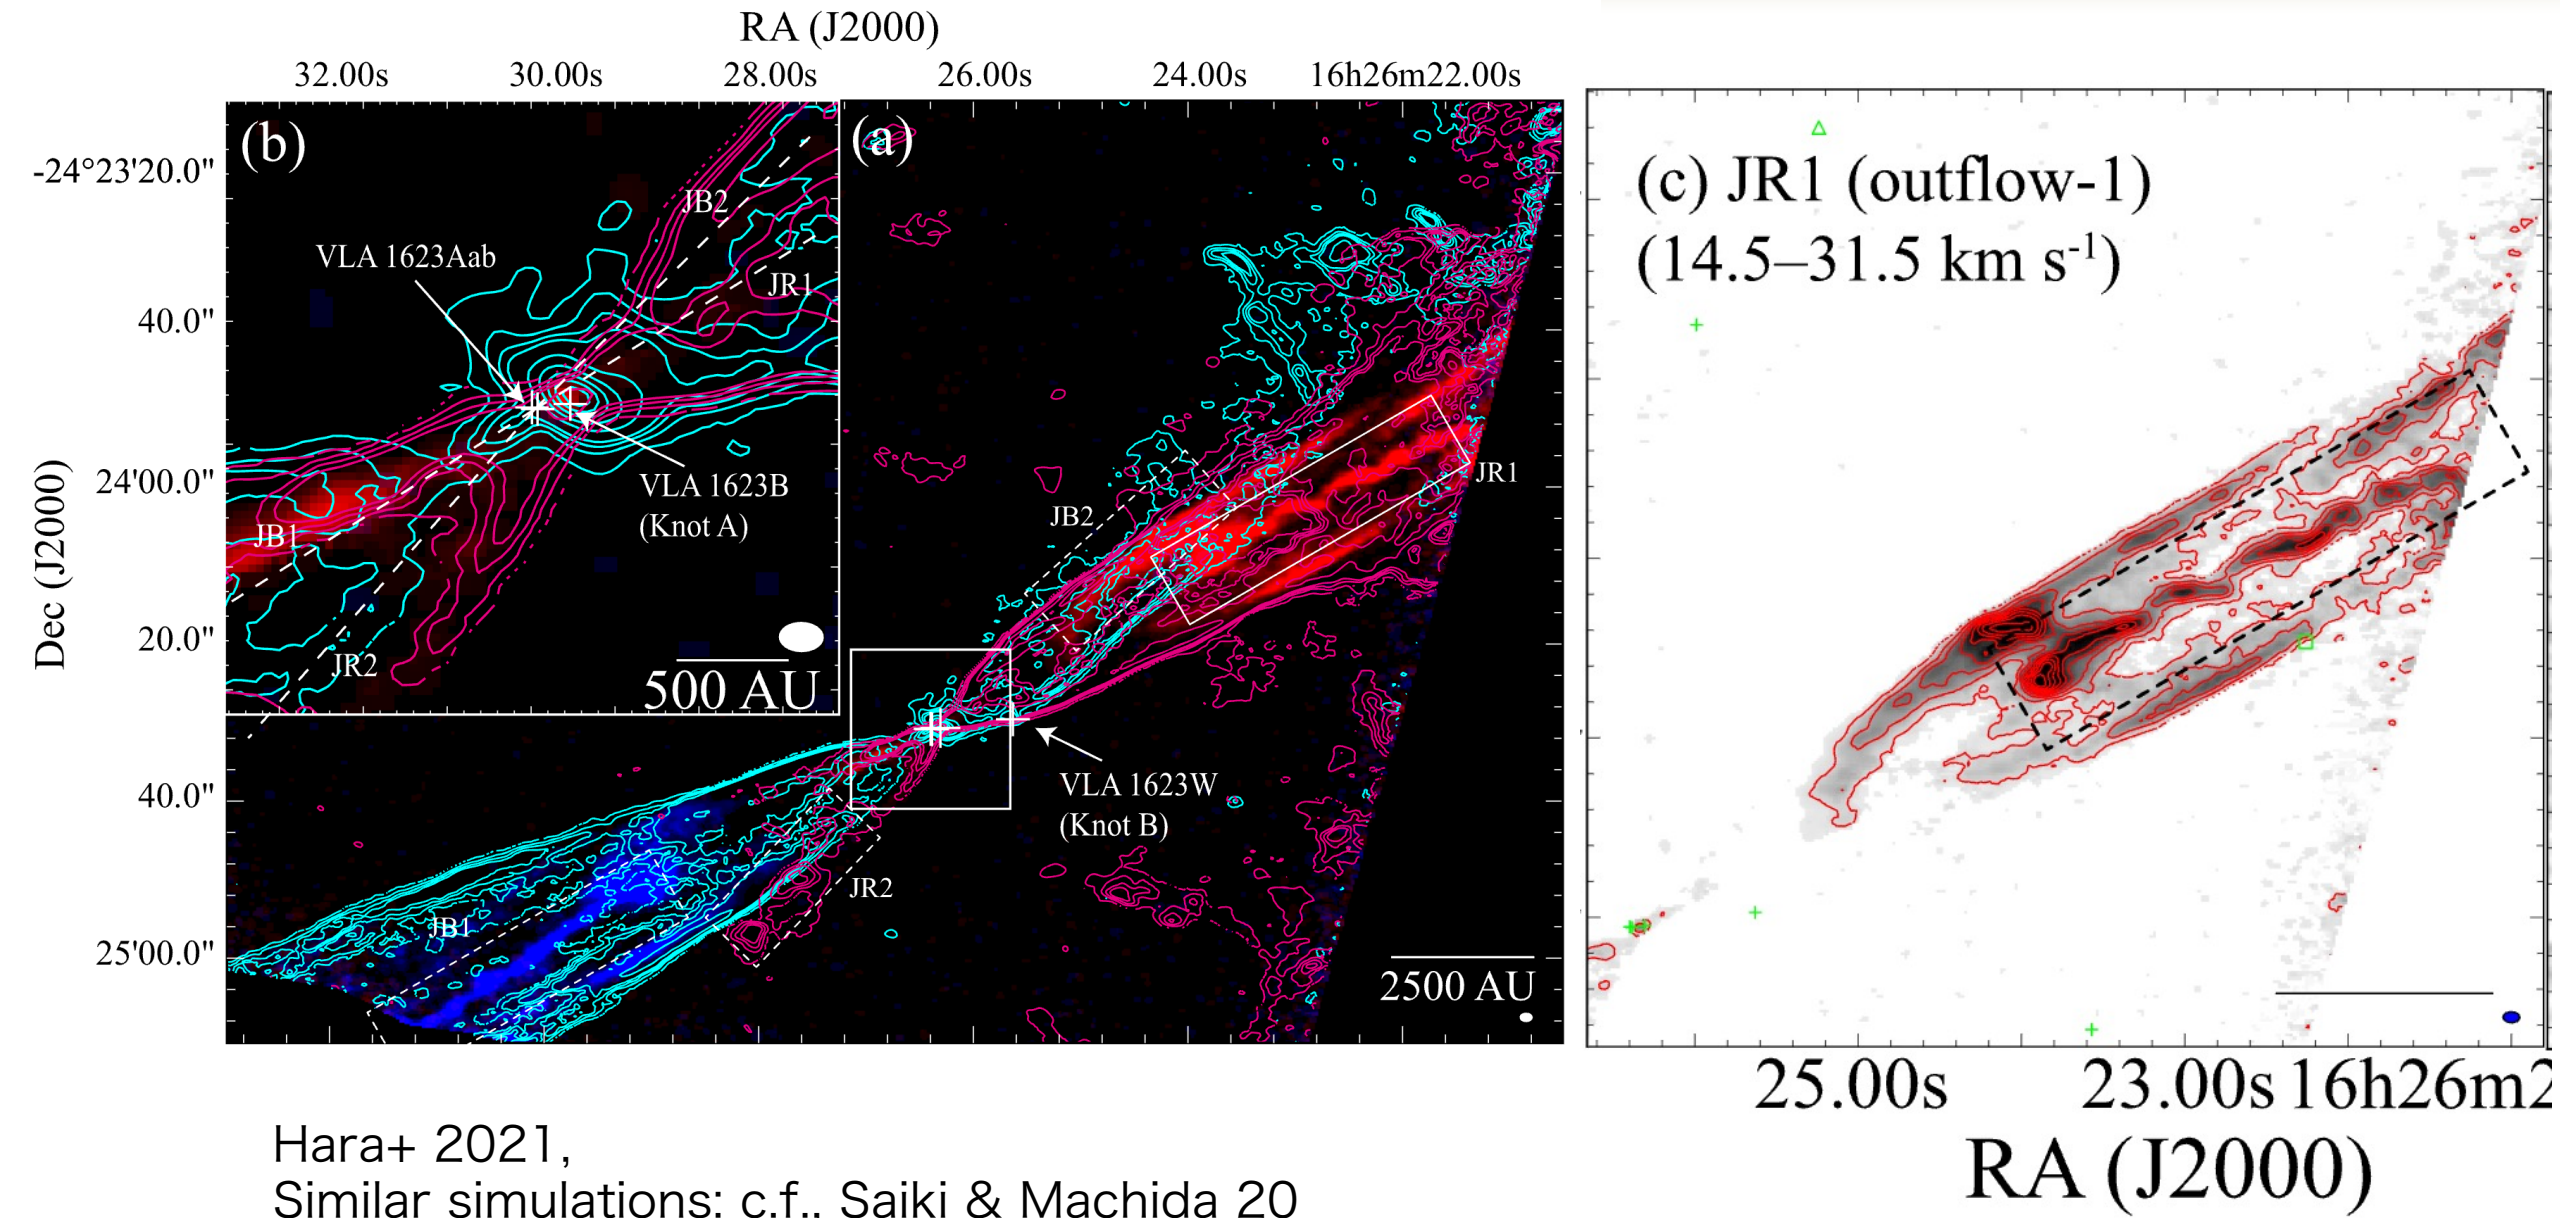 RA (J2000)
32.00s 30.00s 28.00s 26.00s 24.00s 16h26m22.00s
Dec (J2000)
-24°23'20.0"
40.0"
24'00.0"
20.0"
40.0"
25'00.0"
(b)
JB2
VLA 1623Aab
JR1
VLA 1623B
(Knot A)
JB1
JR2
500 AU
(a)
JR1
JB2
VLA 1623W
(Knot B)
JR2
JB1
2500 AU
(c) JR1 (outflow-1)
(14.5–31.5 km s⁻¹)
25.00s 23.00s 16h26m2
RA (J2000)
Hara+ 2021,
Similar simulations: c.f., Saiki & Machida 20